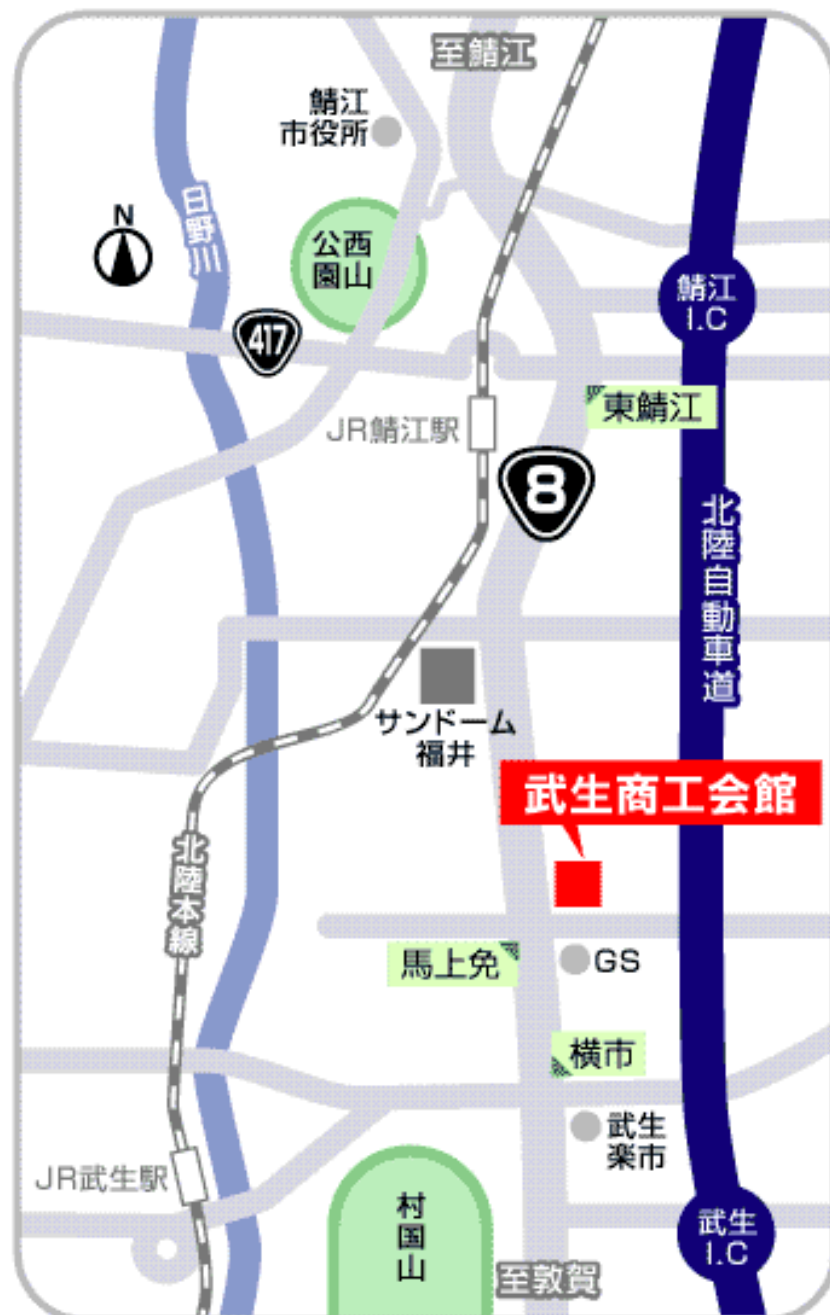 至鯖江
鯖江
市役所
N
日野川
西山
公園
鯖江
I.C
417
東鯖江
JR鯖江駅
8
北陸自動車道
サンドーム
福井
武生商工会館
北陸本線
馬上免
GS
横市
武生
楽市
JR武生駅
村国山
武生
I.C
至敦賀